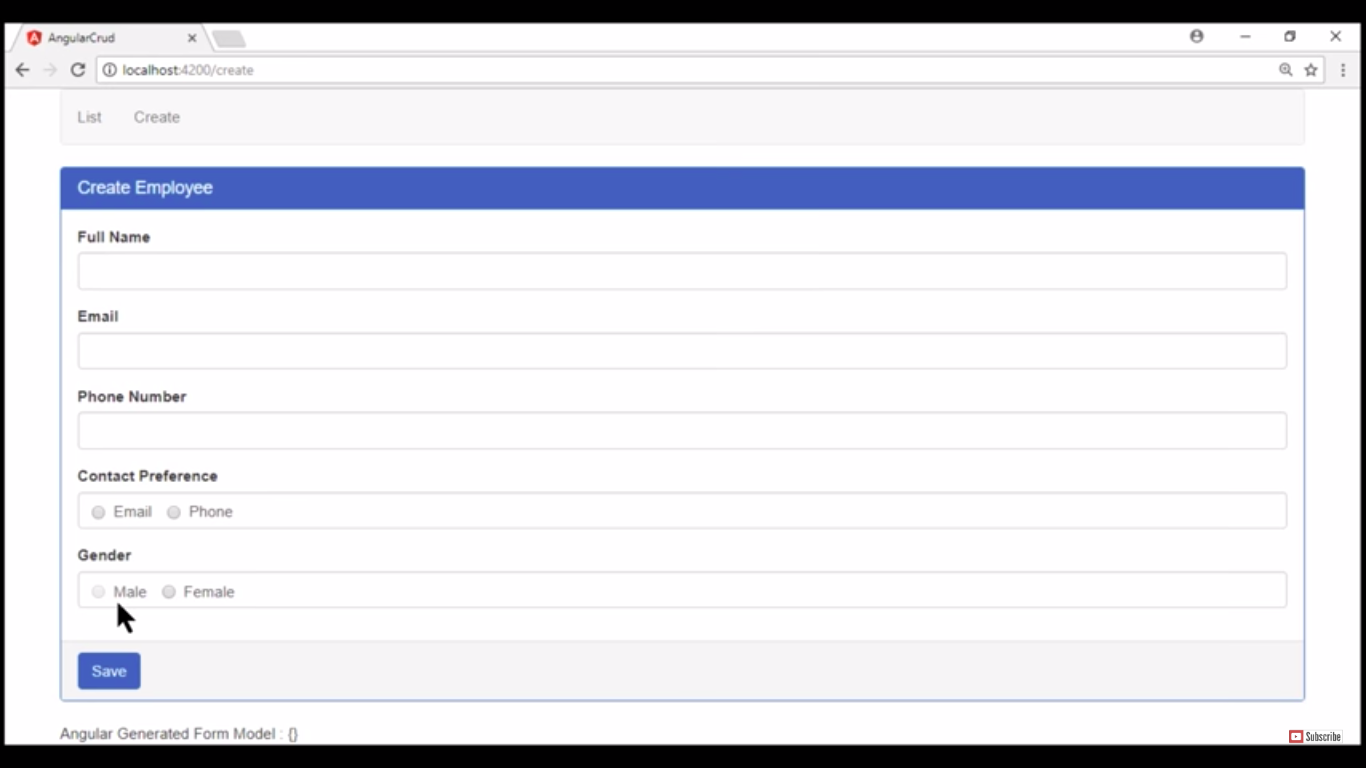 AngularCrud
localhost:4200/create
List Create
Create Employee
Full Name
Email
Phone Number
Contact Preference
Email Phone
Gender
Male Female
Save
Angular Generated Form Model : {}
Subscribe